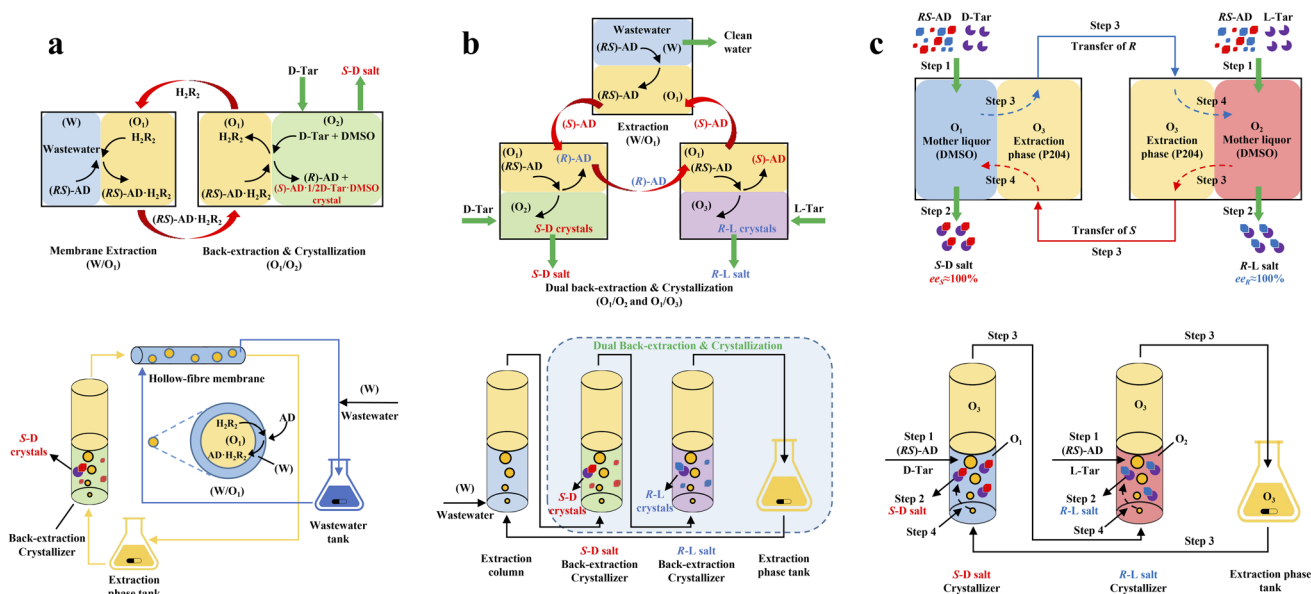 a
D-Tar
S-D salt
H₂R₂
(W)
(O₁)
H₂R₂
Wastewater
(RS)-AD
(RS)-AD·H₂R₂
(O₁)
H₂R₂
(RS)-AD·H₂R₂
(O₂)
D-Tar + DMSO
(R)-AD +
(S)-AD·1/2D-Tar·DMSO
crystal
(RS)-AD·H₂R₂
Membrane Extraction
(W/O₁)
Back-extraction & Crystallization
(O₁/O₂)
Hollow-fibre membrane
(W)
Wastewater
S-D
crystals
H₂R₂
(O₁)
AD·H₂R₂
AD
(W)
(W/O₁)
Back-extraction
Crystallizer
Extraction
phase tank
Wastewater
tank
b
Wastewater
(RS)-AD
(W)
Clean
water
(RS)-AD
(O₁)
Extraction
(W/O₁)
(S)-AD
(S)-AD
(O₁)
(RS)-AD
(R)-AD
(O₂)
S-D crystals
(R)-AD
(O₁)
(RS)-AD
(S)-AD
(O₃)
R-L crystals
D-Tar
L-Tar
S-D salt
R-L salt
Dual back-extraction & Crystallization
(O₁/O₂ and O₁/O₃)
Dual Back-extraction & Crystallization
(W)
Wastewater
S-D
crystals
R-L
crystals
Extraction
column
S-D salt
Back-extraction
Crystallizer
R-L salt
Back-extraction
Crystallizer
Extraction
phase tank
c
RS-AD
D-Tar
RS-AD
L-Tar
Step 3
Transfer of R
Step 1
Step 1
Step 3
Step 4
O₁
Mother liquor
(DMSO)
O₃
Extraction
phase (P204)
O₃
Extraction
phase (P204)
O₂
Mother liquor
(DMSO)
Step 4
Step 3
Step 2
Step 2
Transfer of S
Step 3
S-D salt
ee_S≈100%
R-L salt
ee_R≈100%
Step 3
Step 3
O₃
O₃
Step 1
(RS)-AD
D-Tar
O₁
Step 2
S-D salt
Step 4
Step 1
(RS)-AD
L-Tar
O₂
Step 2
R-L salt
Step 4
O₃
Step 3
S-D salt
Crystallizer
R-L salt
Crystallizer
Extraction phase
tank